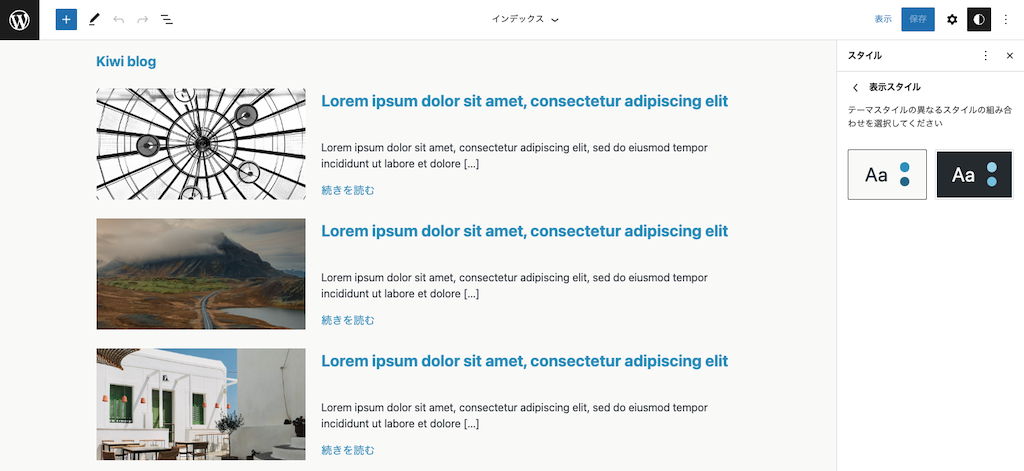 インデックス
表示
保存
Kiwi blog
Lorem ipsum dolor sit amet, consectetur adipiscing elit
Lorem ipsum dolor sit amet, consectetur adipiscing elit, sed do eiusmod tempor
incididunt ut labore et dolore […]
続きを読む
Lorem ipsum dolor sit amet, consectetur adipiscing elit
Lorem ipsum dolor sit amet, consectetur adipiscing elit, sed do eiusmod tempor
incididunt ut labore et dolore […]
続きを読む
Lorem ipsum dolor sit amet, consectetur adipiscing elit
Lorem ipsum dolor sit amet, consectetur adipiscing elit, sed do eiusmod tempor
incididunt ut labore et dolore […]
続きを読む
スタイル
表示スタイル
テーマスタイルの異なるスタイルの組み合
わせを選択してください
Aa
Aa